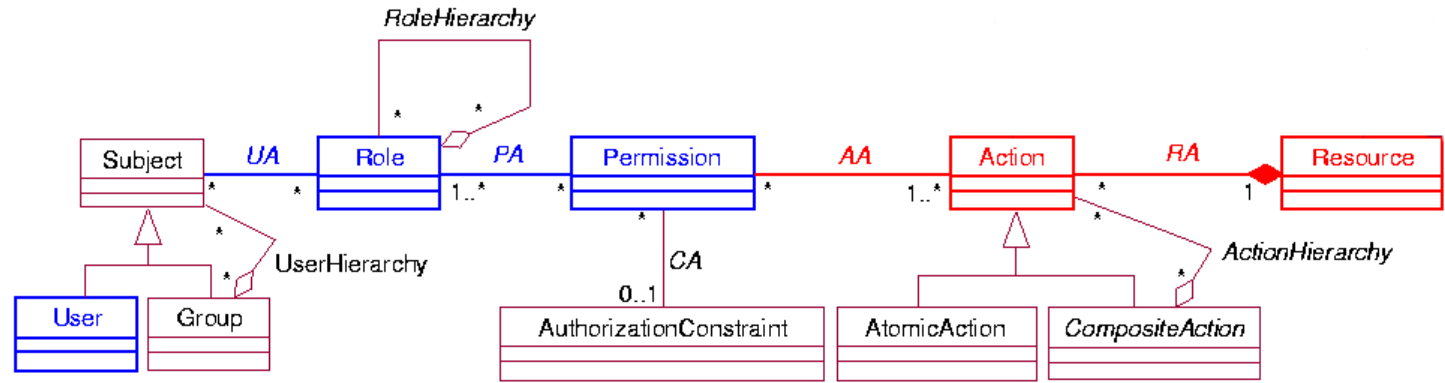 RoleHierarchy
* *
Subject UA Role PA Permission AA Action RA Resource
* * 1..* * * 1..* * 1
* * *
UserHierarchy CA ActionHierarchy
* 0..1 *
User Group AuthorizationConstraint AtomicAction CompositeAction